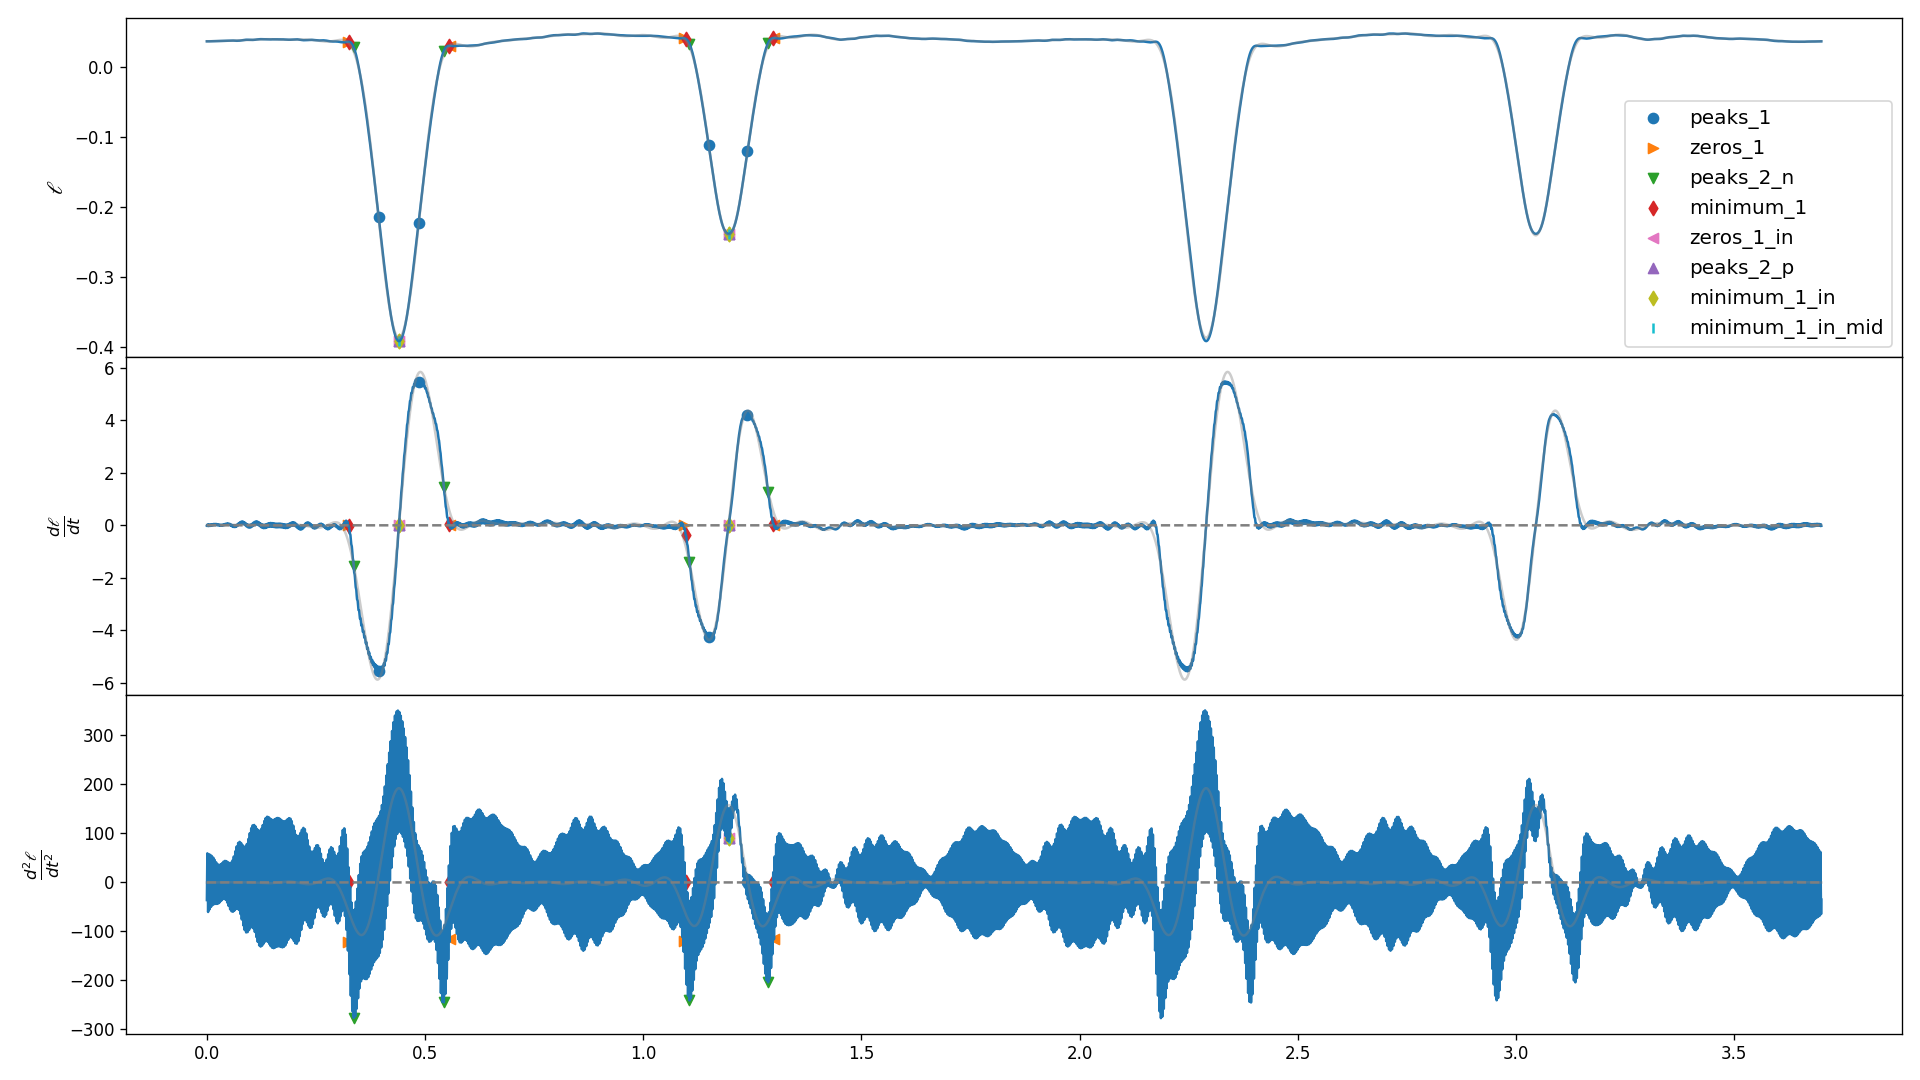 0.0
−0.1
−0.2
−0.3
−0.4
ℓ
peaks_1
zeros_1
peaks_2_n
minimum_1
zeros_1_in
peaks_2_p
minimum_1_in
minimum_1_in_mid
6
4
2
0
−2
−4
−6
dℓ/dt
300
200
100
0
−100
−200
−300
d²ℓ/dt²
0.0 0.5 1.0 1.5 2.0 2.5 3.0 3.5